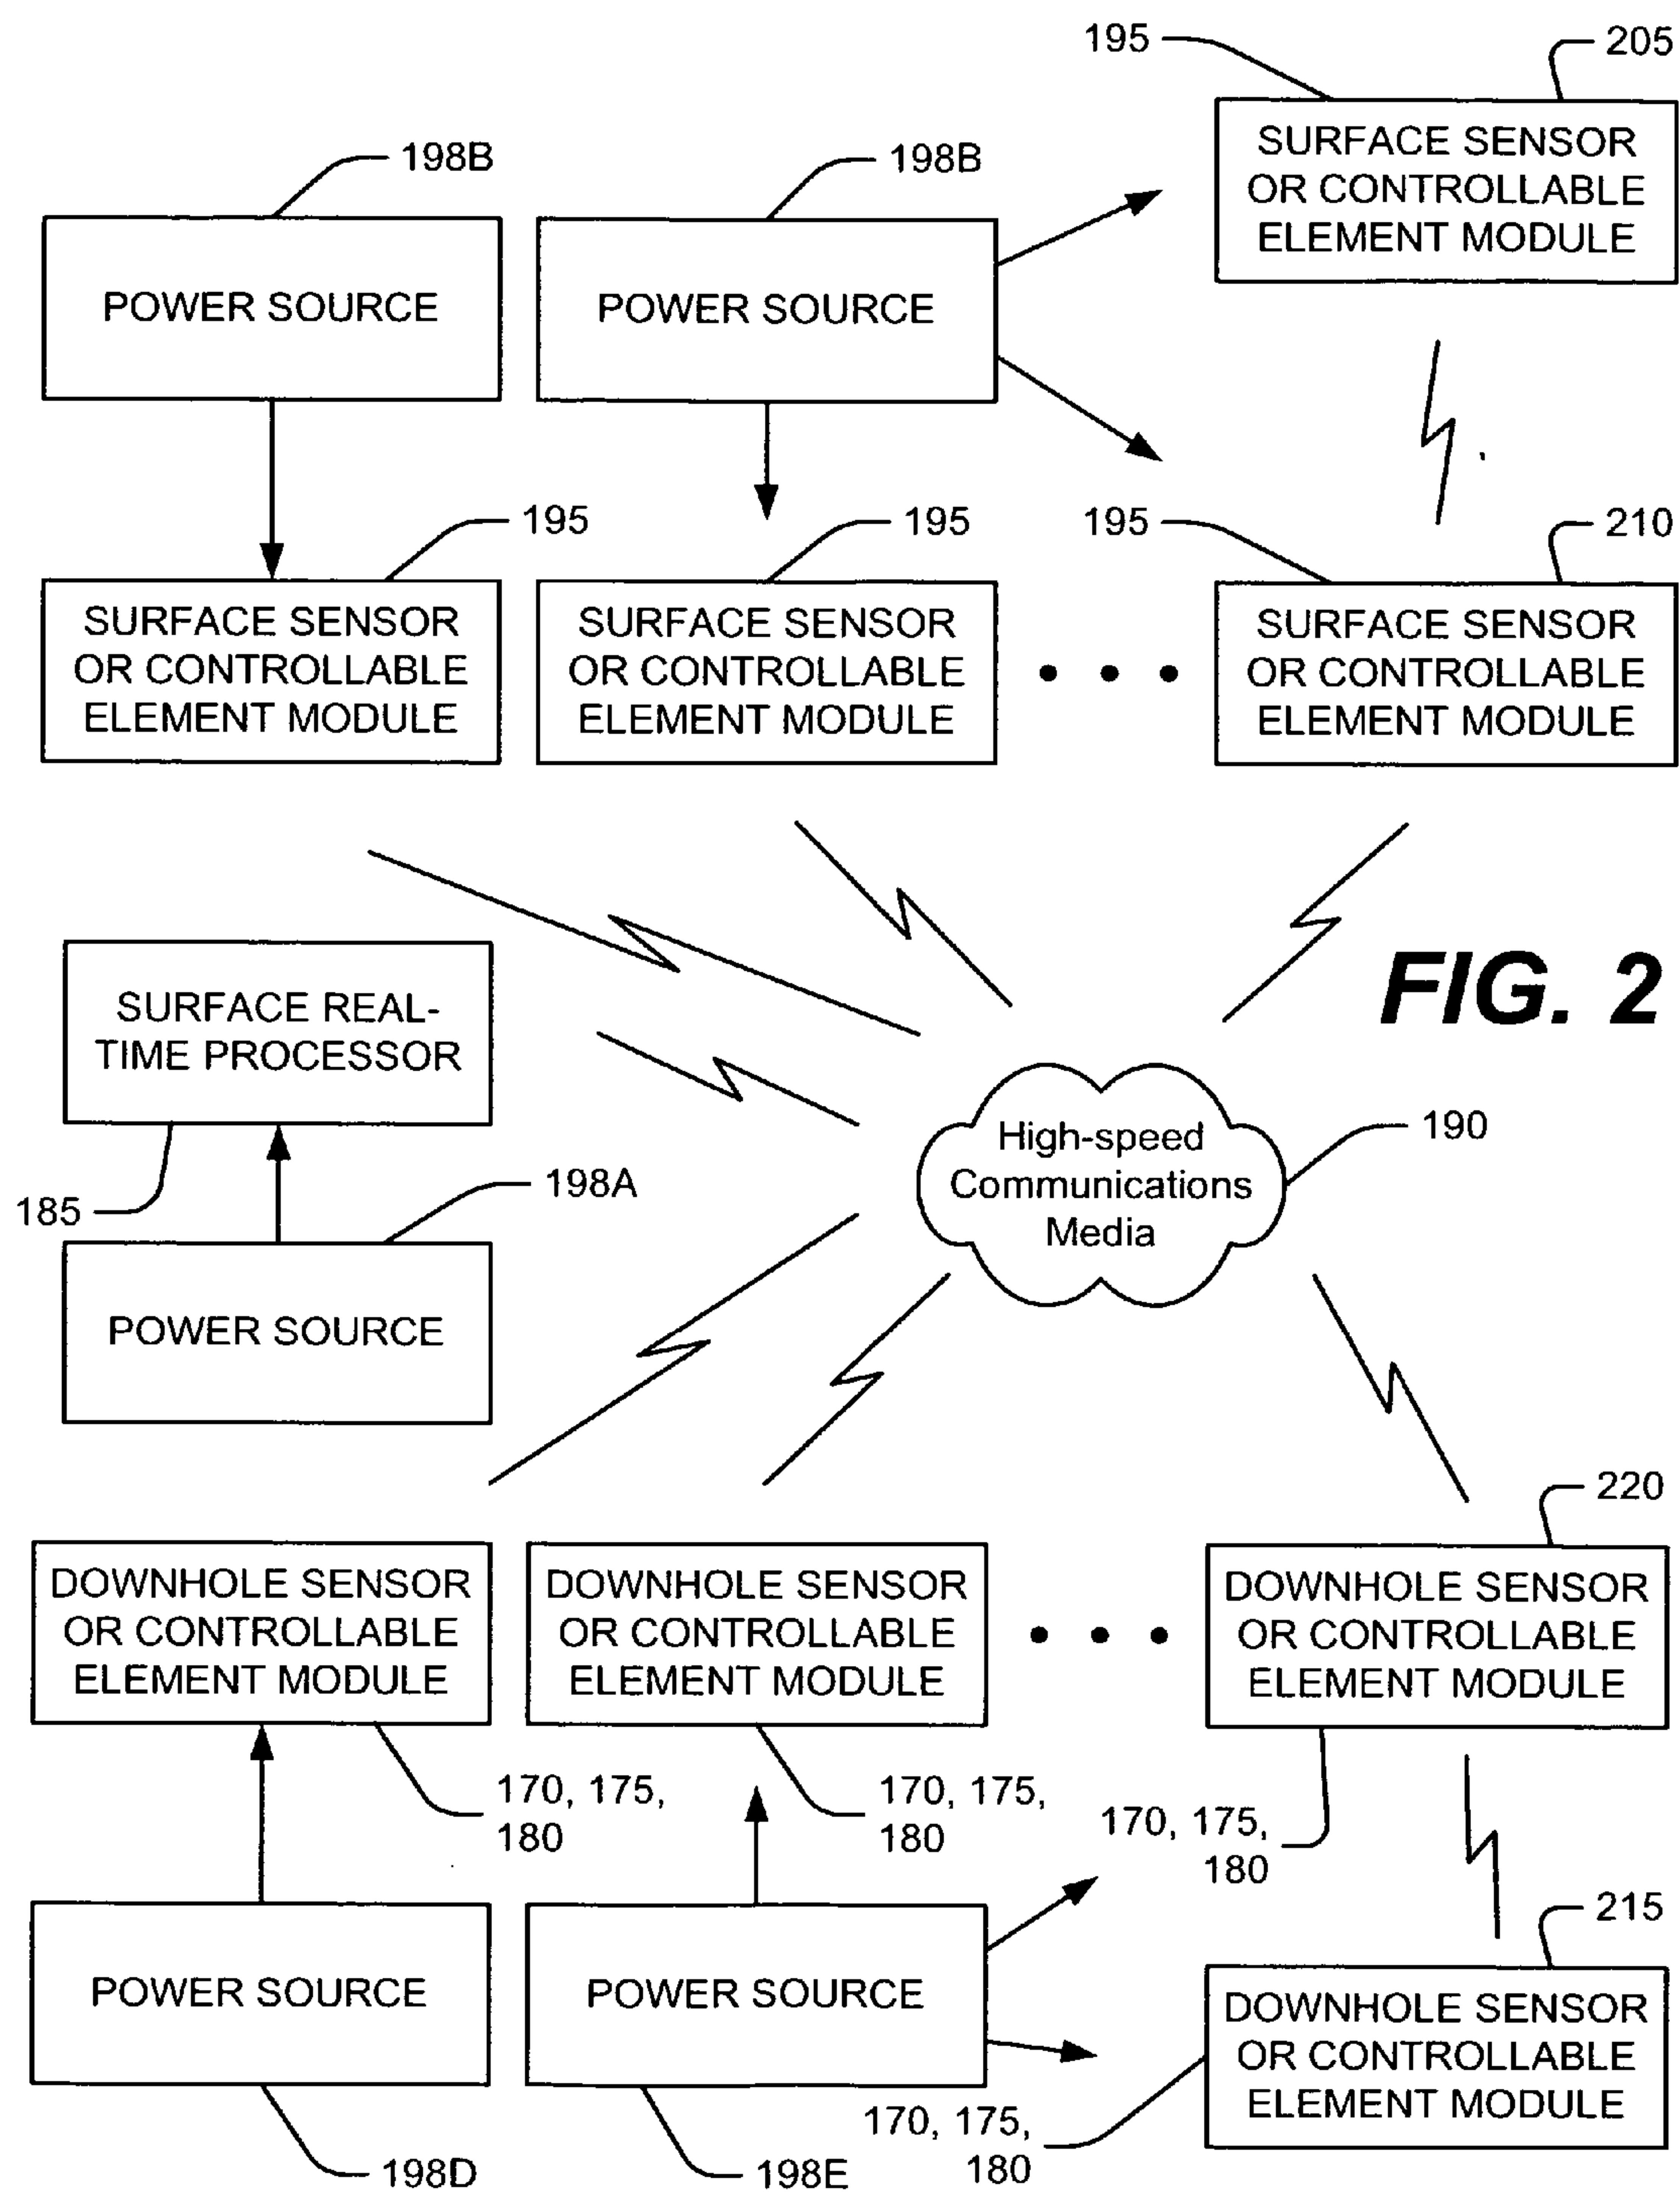 195
205
SURFACE SENSOR
OR CONTROLLABLE
ELEMENT MODULE
198B
198B
POWER SOURCE
POWER SOURCE
195
195
195
210
SURFACE SENSOR
OR CONTROLLABLE
ELEMENT MODULE
SURFACE SENSOR
OR CONTROLLABLE
ELEMENT MODULE
SURFACE SENSOR
OR CONTROLLABLE
ELEMENT MODULE
FIG. 2
SURFACE REAL-
TIME PROCESSOR
185
198A
POWER SOURCE
High-speed
Communications
Media
190
220
DOWNHOLE SENSOR
OR CONTROLLABLE
ELEMENT MODULE
DOWNHOLE SENSOR
OR CONTROLLABLE
ELEMENT MODULE
DOWNHOLE SENSOR
OR CONTROLLABLE
ELEMENT MODULE
170, 175,
180
170, 175,
180
170, 175,
180
215
POWER SOURCE
POWER SOURCE
DOWNHOLE SENSOR
OR CONTROLLABLE
ELEMENT MODULE
170, 175,
180
198D
198E